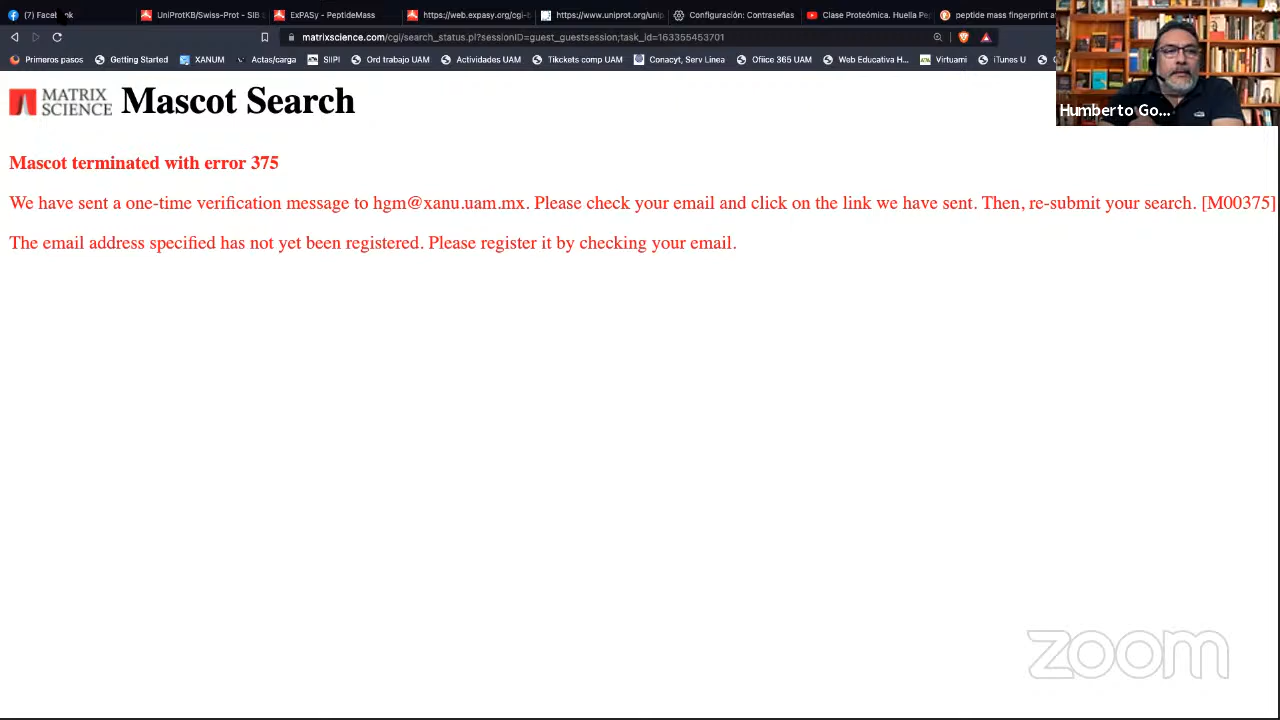 (7) Facebook
UniProtKB/Swiss-Prot - SIB
ExPASy - PeptideMass
https://web.expasy.org/cgi-
https://www.uniprot.org/unip
Configuración: Contraseñas
Clase Proteómica. Huella Pe
peptide mass fingerprint
matrixscience.com/cgi/search_status.pl?sessionID=guest_guestsession;task_id=163355453701
Primeros pasos
Getting Started
XANUM
Actas/carga
SIIPI
Ord trabajo UAM
Actividades UAM
Tikckets comp UAM
Conacyt, Serv Linea
Ofiice 365 UAM
Web Educativa H...
Virtuami
iTunes U
Humberto Go...
MATRIX
SCIENCE
Mascot Search
Mascot terminated with error 375
We have sent a one-time verification message to hgm@xanu.uam.mx. Please check your email and click on the link we have sent. Then, re-submit your search. [M00375]
The email address specified has not yet been registered. Please register it by checking your email.
zoom